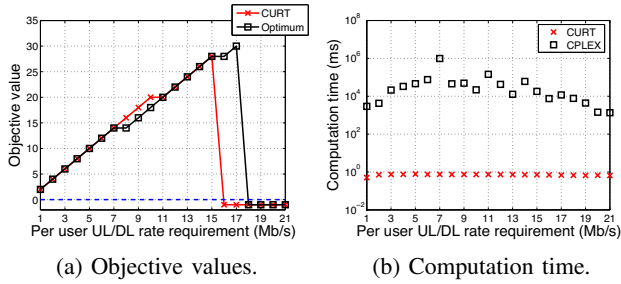 CURT
Optimum
Objective value
35
30
25
20
15
10
5
0
1 3 5 7 9 11 13 15 17 19 21
Per user UL/DL rate requirement (Mb/s)
(a) Objective values.
CURT
CPLEX
Computation time (ms)
10^8
10^6
10^4
10^2
10^0
10^−2
1 3 5 7 9 11 13 15 17 19 21
Per user UL/DL rate requirement (Mb/s)
(b) Computation time.